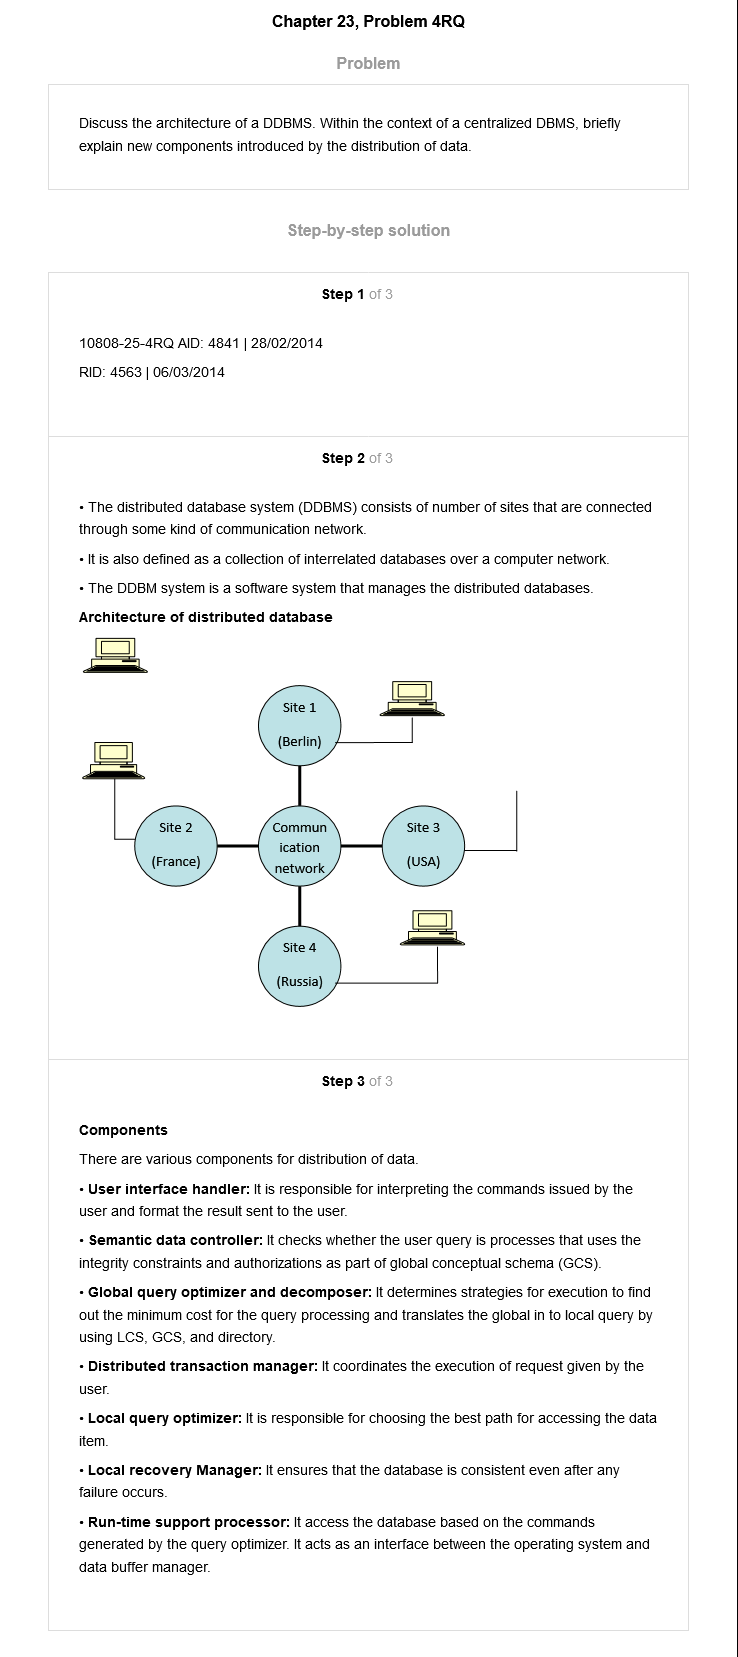 Chapter 23, Problem 4RQ
Problem
Discuss the architecture of a DDBMS. Within the context of a centralized DBMS, briefly
explain new components introduced by the distribution of data.
Step-by-step solution
Step 1 of 3
10808-25-4RQ AID: 4841 | 28/02/2014
RID: 4563 | 06/03/2014
Step 2 of 3
• The distributed database system (DDBMS) consists of number of sites that are connected
through some kind of communication network.
• It is also defined as a collection of interrelated databases over a computer network.
• The DDBM system is a software system that manages the distributed databases.
Architecture of distributed database
Site 1
(Berlin)
Site 2
(France)
Commun
ication
network
Site 3
(USA)
Site 4
(Russia)
Step 3 of 3
Components
There are various components for distribution of data.
• User interface handler: It is responsible for interpreting the commands issued by the
user and format the result sent to the user.
• Semantic data controller: It checks whether the user query is processes that uses the
integrity constraints and authorizations as part of global conceptual schema (GCS).
• Global query optimizer and decomposer: It determines strategies for execution to find
out the minimum cost for the query processing and translates the global in to local query by
using LCS, GCS, and directory.
• Distributed transaction manager: It coordinates the execution of request given by the
user.
• Local query optimizer: It is responsible for choosing the best path for accessing the data
item.
• Local recovery Manager: It ensures that the database is consistent even after any
failure occurs.
• Run-time support processor: It access the database based on the commands
generated by the query optimizer. It acts as an interface between the operating system and
data buffer manager.